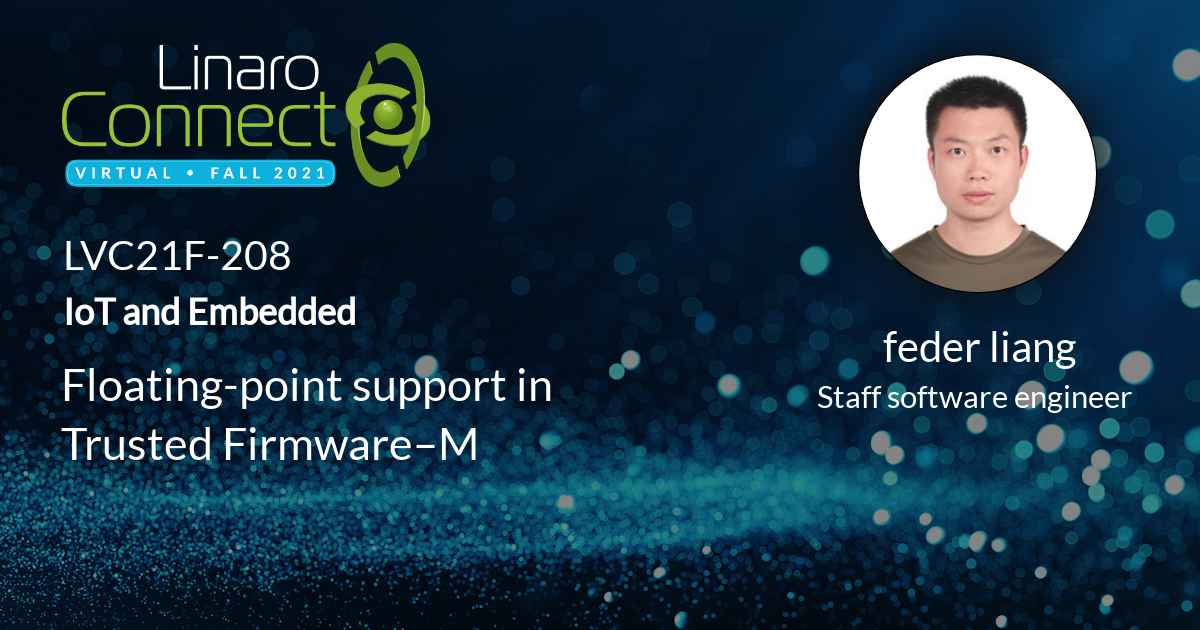 Linaro
Connect
VIRTUAL • FALL 2021
LVC21F-208
IoT and Embedded
Floating-point support in
Trusted Firmware–M
feder liang
Staff software engineer